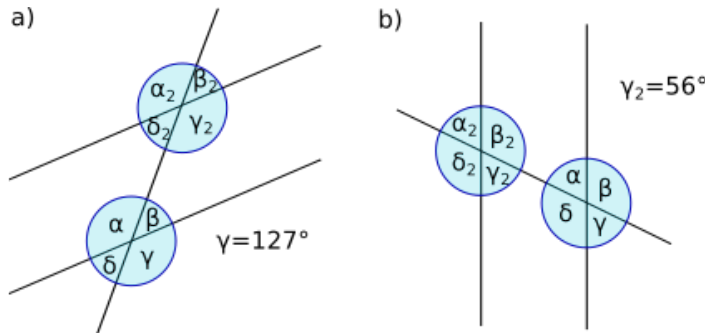 a)
α₂ β₂
δ₂ γ₂
α β
δ γ
γ=127°
b)
γ₂=56°
α₂ β₂
δ₂ γ₂
α β
δ γ